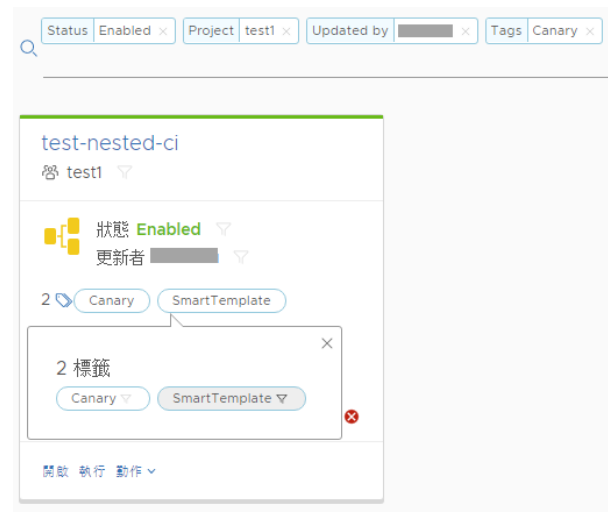 Status Enabled × Project test1 × Updated by × Tags Canary ×
test-nested-ci
test1
狀態 Enabled
更新者
2 Canary SmartTemplate
2 標籤
Canary SmartTemplate
開啟 執行 動作